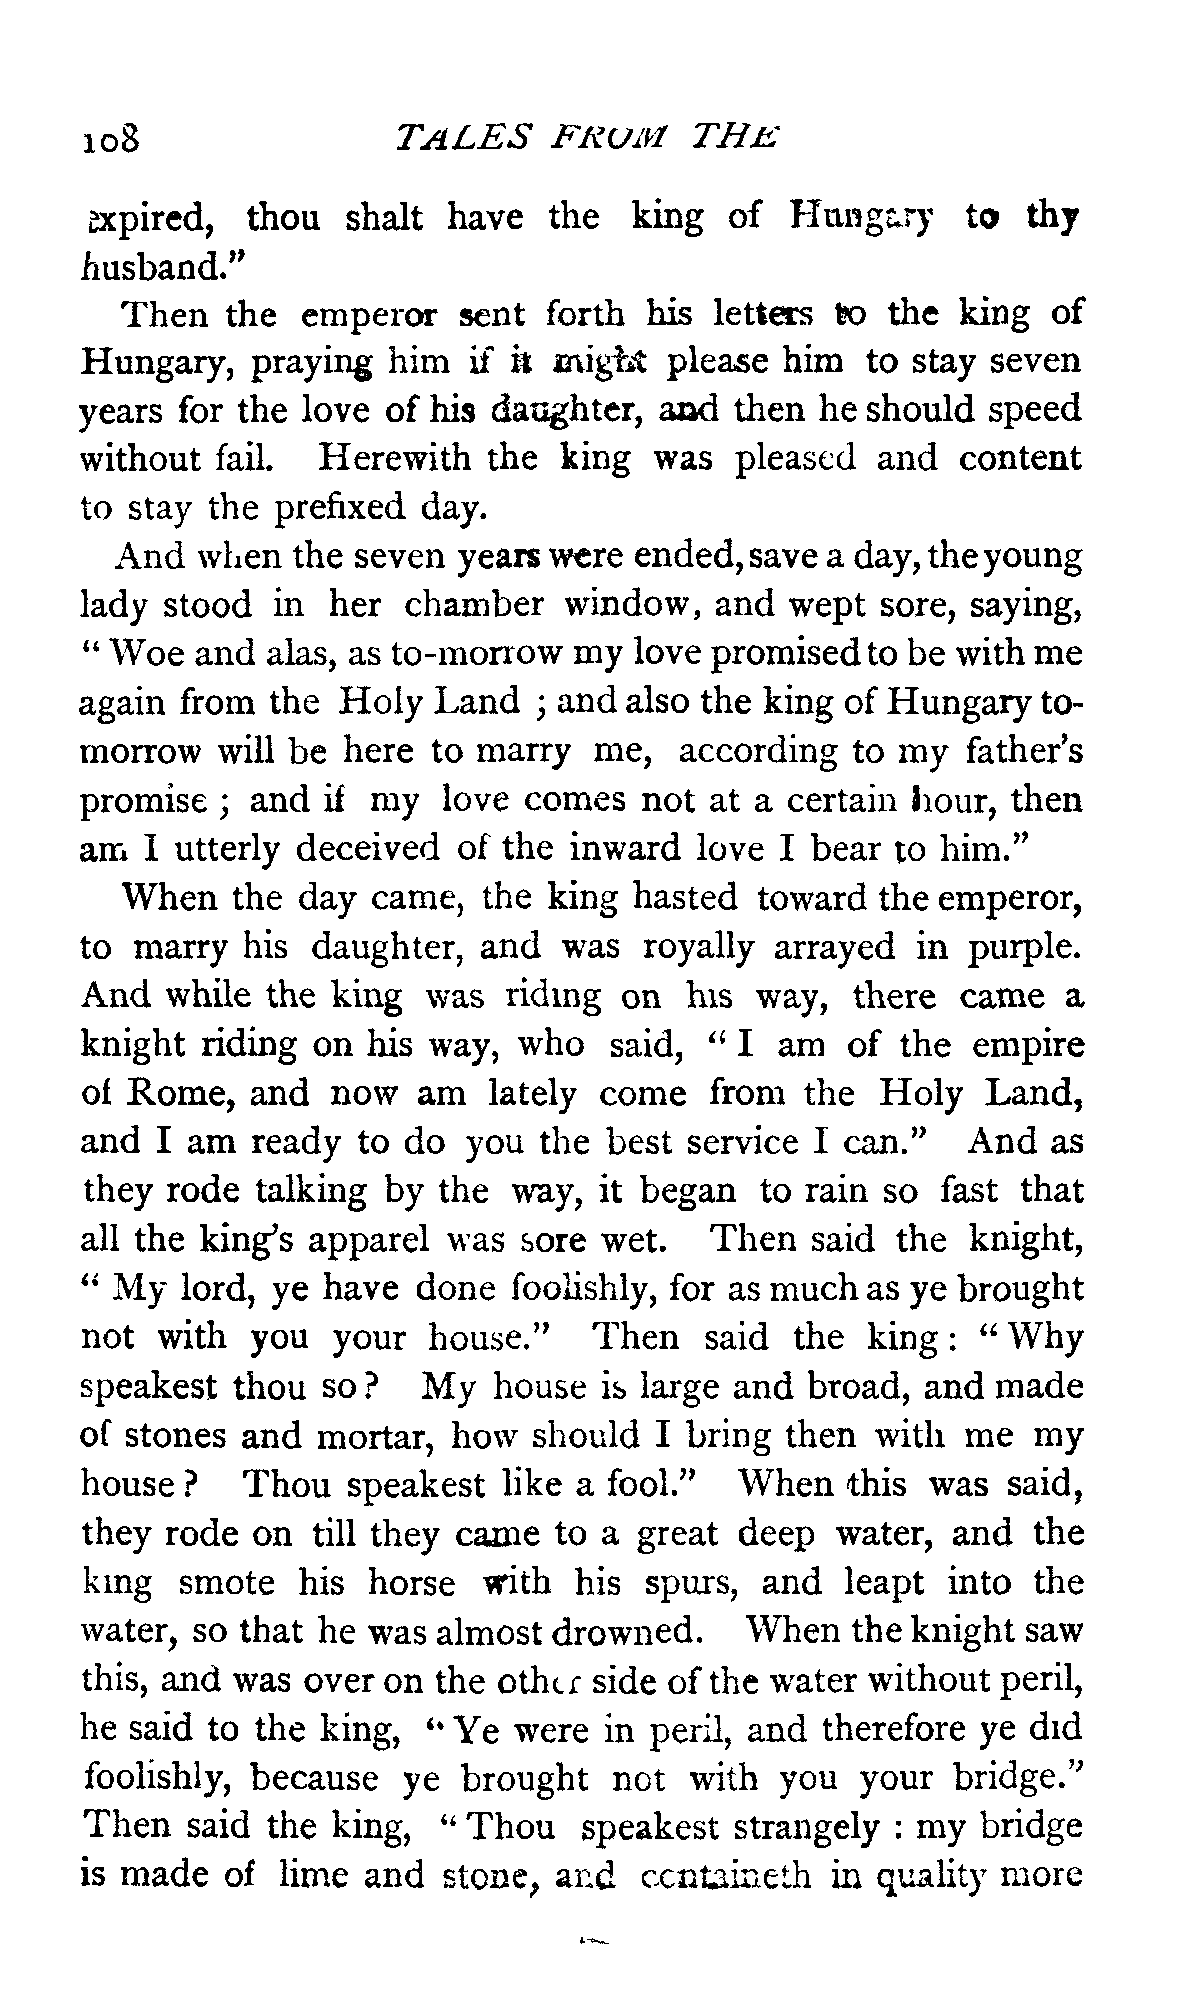 108 TALES FROM THE
expired, thou shalt have the king of Hungary to thy
husband."
Then the emperor sent forth his letters to the king of
Hungary, praying him if it might please him to stay seven
years for the love of his daughter, and then he should speed
without fail. Herewith the king was pleased and content
to stay the prefixed day.
And when the seven years were ended, save a day, the young
lady stood in her chamber window, and wept sore, saying,
"Woe and alas, as to-morrow my love promised to be with me
again from the Holy Land ; and also the king of Hungary to-
morrow will be here to marry me, according to my father's
promise ; and if my love comes not at a certain hour, then
am I utterly deceived of the inward love I bear to him."
When the day came, the king hasted toward the emperor,
to marry his daughter, and was royally arrayed in purple.
And while the king was riding on his way, there came a
knight riding on his way, who said, "I am of the empire
of Rome, and now am lately come from the Holy Land,
and I am ready to do you the best service I can." And as
they rode talking by the way, it began to rain so fast that
all the king's apparel was sore wet. Then said the knight,
"My lord, ye have done foolishly, for as much as ye brought
not with you your house." Then said the king : "Why
speakest thou so ? My house is large and broad, and made
of stones and mortar, how should I bring then with me my
house ? Thou speakest like a fool." When this was said,
they rode on till they came to a great deep water, and the
king smote his horse with his spurs, and leapt into the
water, so that he was almost drowned. When the knight saw
this, and was over on the other side of the water without peril,
he said to the king, "Ye were in peril, and therefore ye did
foolishly, because ye brought not with you your bridge."
Then said the king, "Thou speakest strangely : my bridge
is made of lime and stone, and containeth in quality more